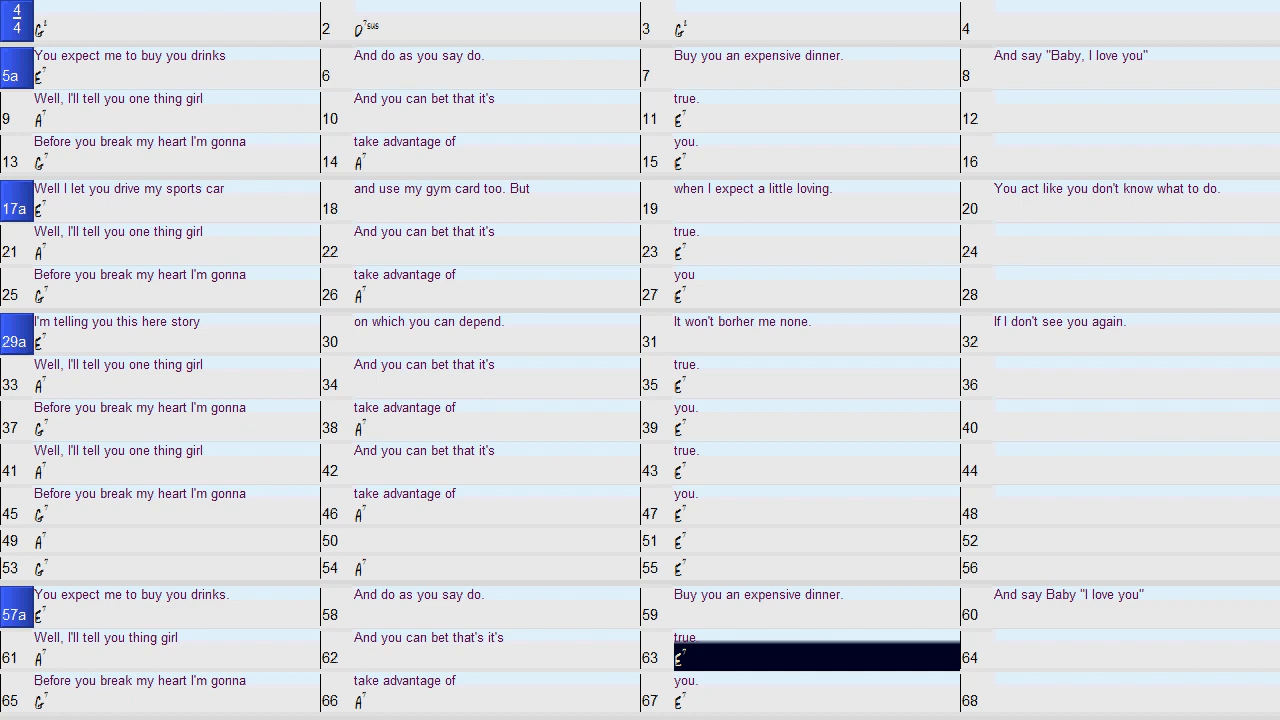 4/4 G⁸ 2 D7sus 3 G⁸ 4
You expect me to buy you drinks And do as you say do. Buy you an expensive dinner. And say "Baby, I love you"
5a E7 6 7 8
Well, I'll tell you one thing girl And you can bet that it's true.
9 A7 10 11 E7 12
Before you break my heart I'm gonna take advantage of you.
13 G7 14 A7 15 E7 16
Well I let you drive my sports car and use my gym card too. But when I expect a little loving. You act like you don't know what to do.
17a E7 18 19 20
Well, I'll tell you one thing girl And you can bet that it's true.
21 A7 22 23 E7 24
Before you break my heart I'm gonna take advantage of you
25 G7 26 A7 27 E7 28
I'm telling you this here story on which you can depend. It won't borher me none. If I don't see you again.
29a E7 30 31 32
Well, I'll tell you one thing girl And you can bet that it's true.
33 A7 34 35 E7 36
Before you break my heart I'm gonna take advantage of you.
37 G7 38 A7 39 E7 40
Well, I'll tell you one thing girl And you can bet that it's true.
41 A7 42 43 E7 44
Before you break my heart I'm gonna take advantage of you.
45 G7 46 A7 47 E7 48
49 A7 50 51 E7 52
53 G7 54 A7 55 E7 56
You expect me to buy you drinks. And do as you say do. Buy you an expensive dinner. And say Baby "I love you"
57a E7 58 59 60
Well, I'll tell you thing girl And you can bet that's it's true
61 A7 62 63 E7 64
Before you break my heart I'm gonna take advantage of you.
65 G7 66 A7 67 E7 68